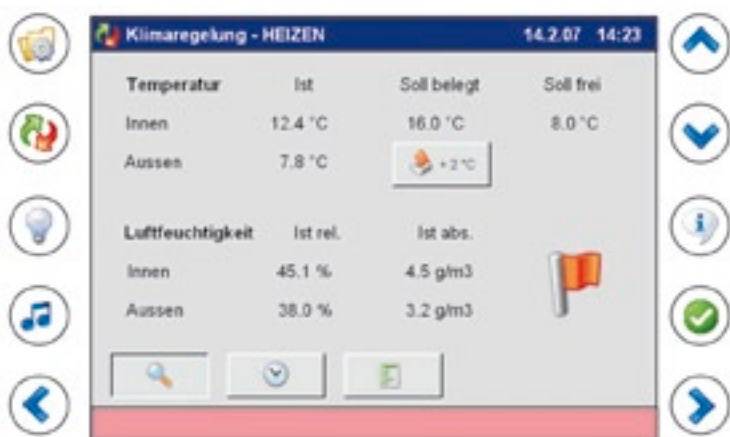 Klimaregelung - HEIZEN 14.2.07 14:23
Temperatur Ist Soll belegt Soll frei
Innen 12.4 °C 16.0 °C 8.0 °C
Aussen 7.8 °C + 2 °C
Luftfeuchtigkeit Ist rel. Ist abs.
Innen 45.1 % 4.5 g/m3
Aussen 38.0 % 3.2 g/m3